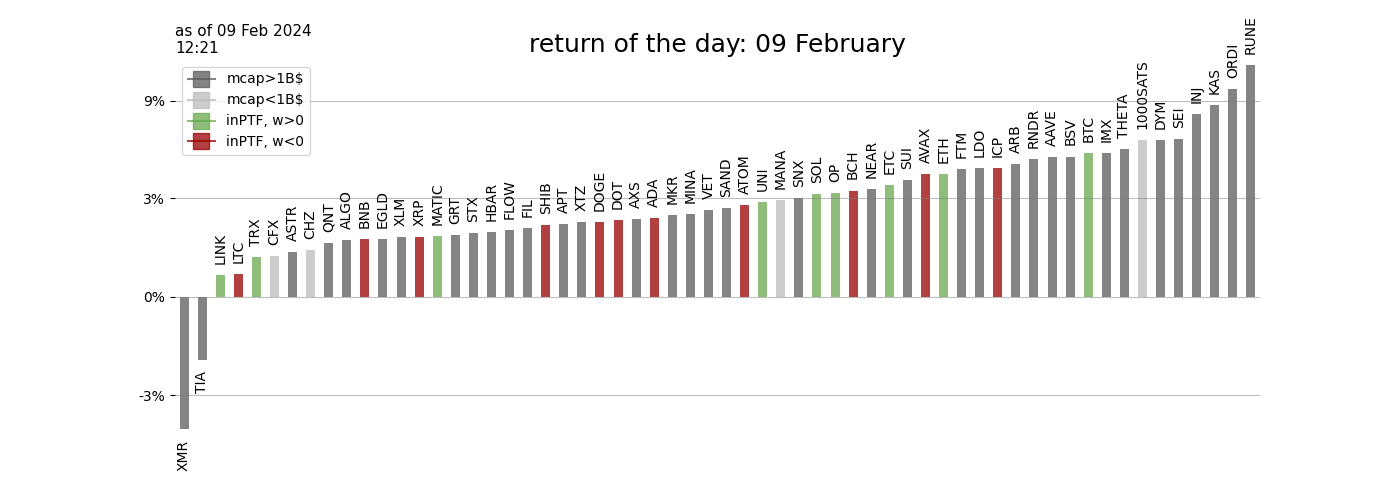 as of 09 Feb 2024
12:21
return of the day: 09 February
mcap>1B$
mcap<1B$
inPTF, w>0
inPTF, w<0
9%
3%
0%
-3%
XMR
TIA
LINK
LTC
TRX
CFX
ASTR
CHZ
QNT
ALGO
BNB
EGLD
XLM
XRP
MATIC
GRT
STX
HBAR
FLOW
FIL
SHIB
APT
XTZ
DOGE
DOT
AXS
ADA
MKR
MINA
VET
SAND
ATOM
UNI
MANA
SNX
SOL
OP
BCH
NEAR
ETC
SUI
AVAX
ETH
FTM
LDO
ICP
ARB
RNDR
AAVE
BSV
BTC
IMX
THETA
1000SATS
DYM
SEI
INJ
KAS
ORDI
RUNE